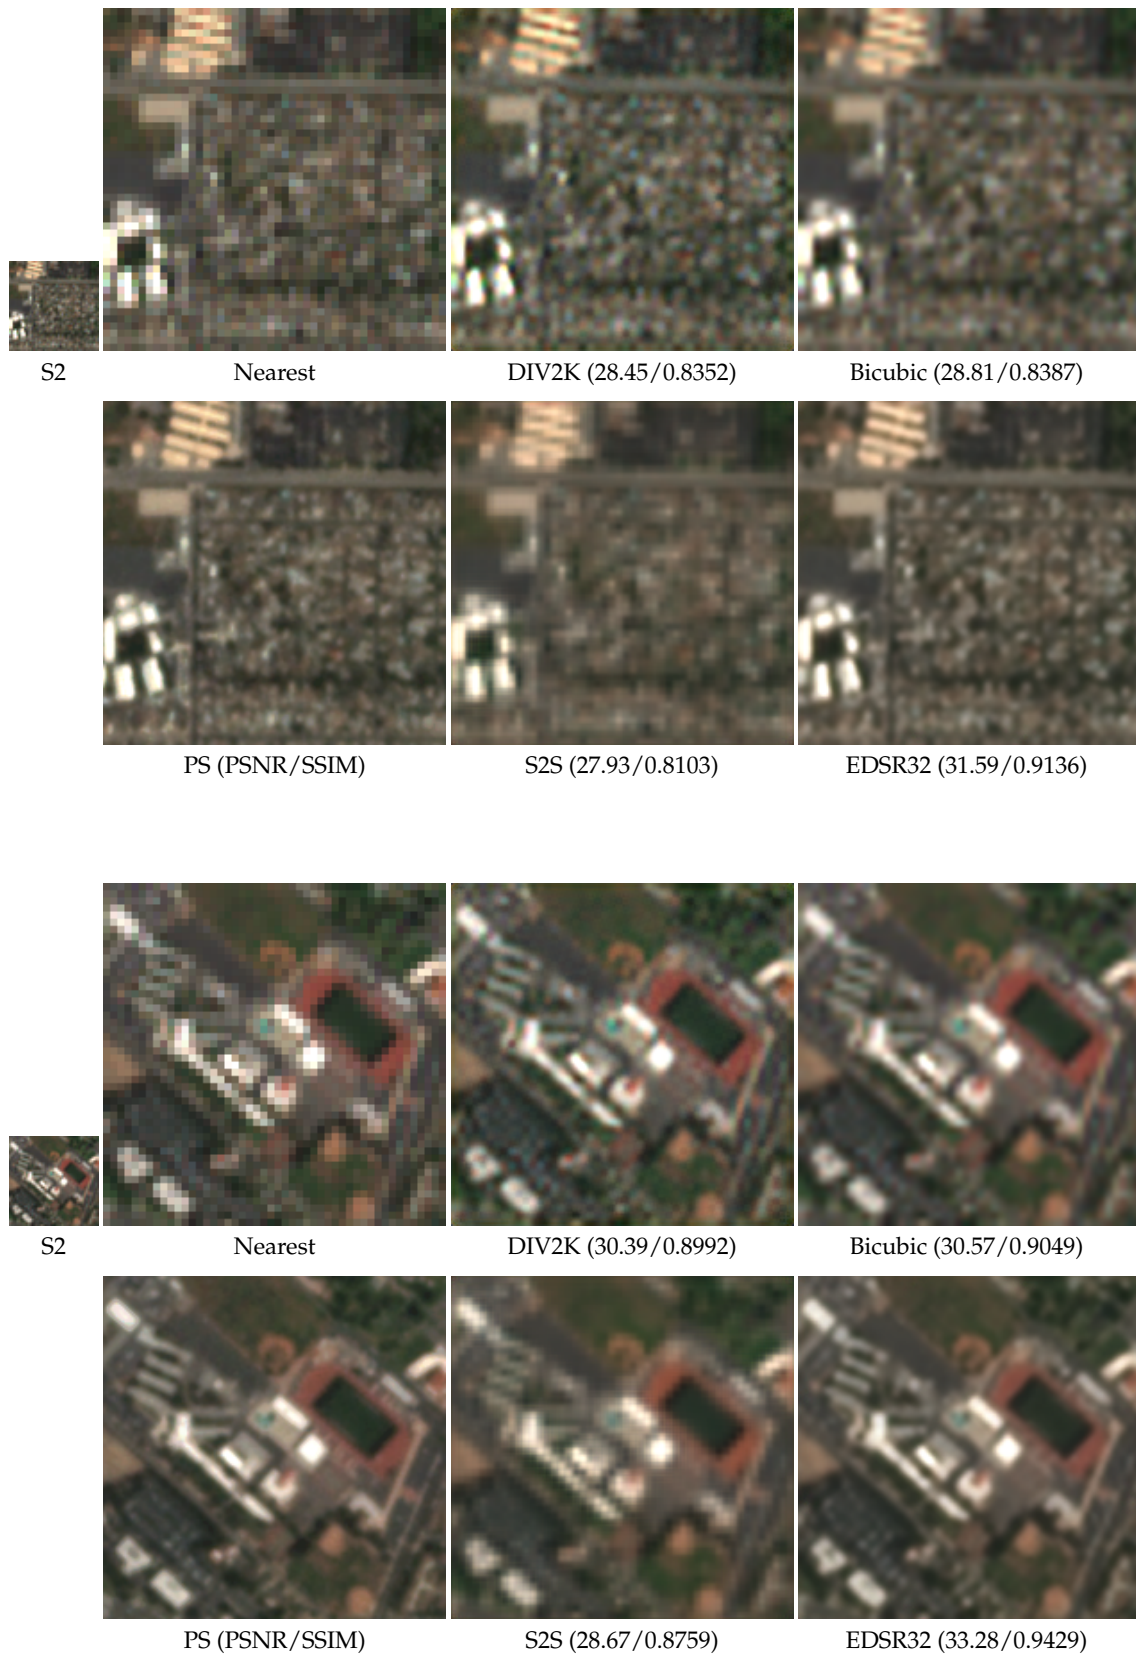 S2
Nearest
DIV2K (28.45/0.8352)
Bicubic (28.81/0.8387)
PS (PSNR/SSIM)
S2S (27.93/0.8103)
EDSR32 (31.59/0.9136)
S2
Nearest
DIV2K (30.39/0.8992)
Bicubic (30.57/0.9049)
PS (PSNR/SSIM)
S2S (28.67/0.8759)
EDSR32 (33.28/0.9429)